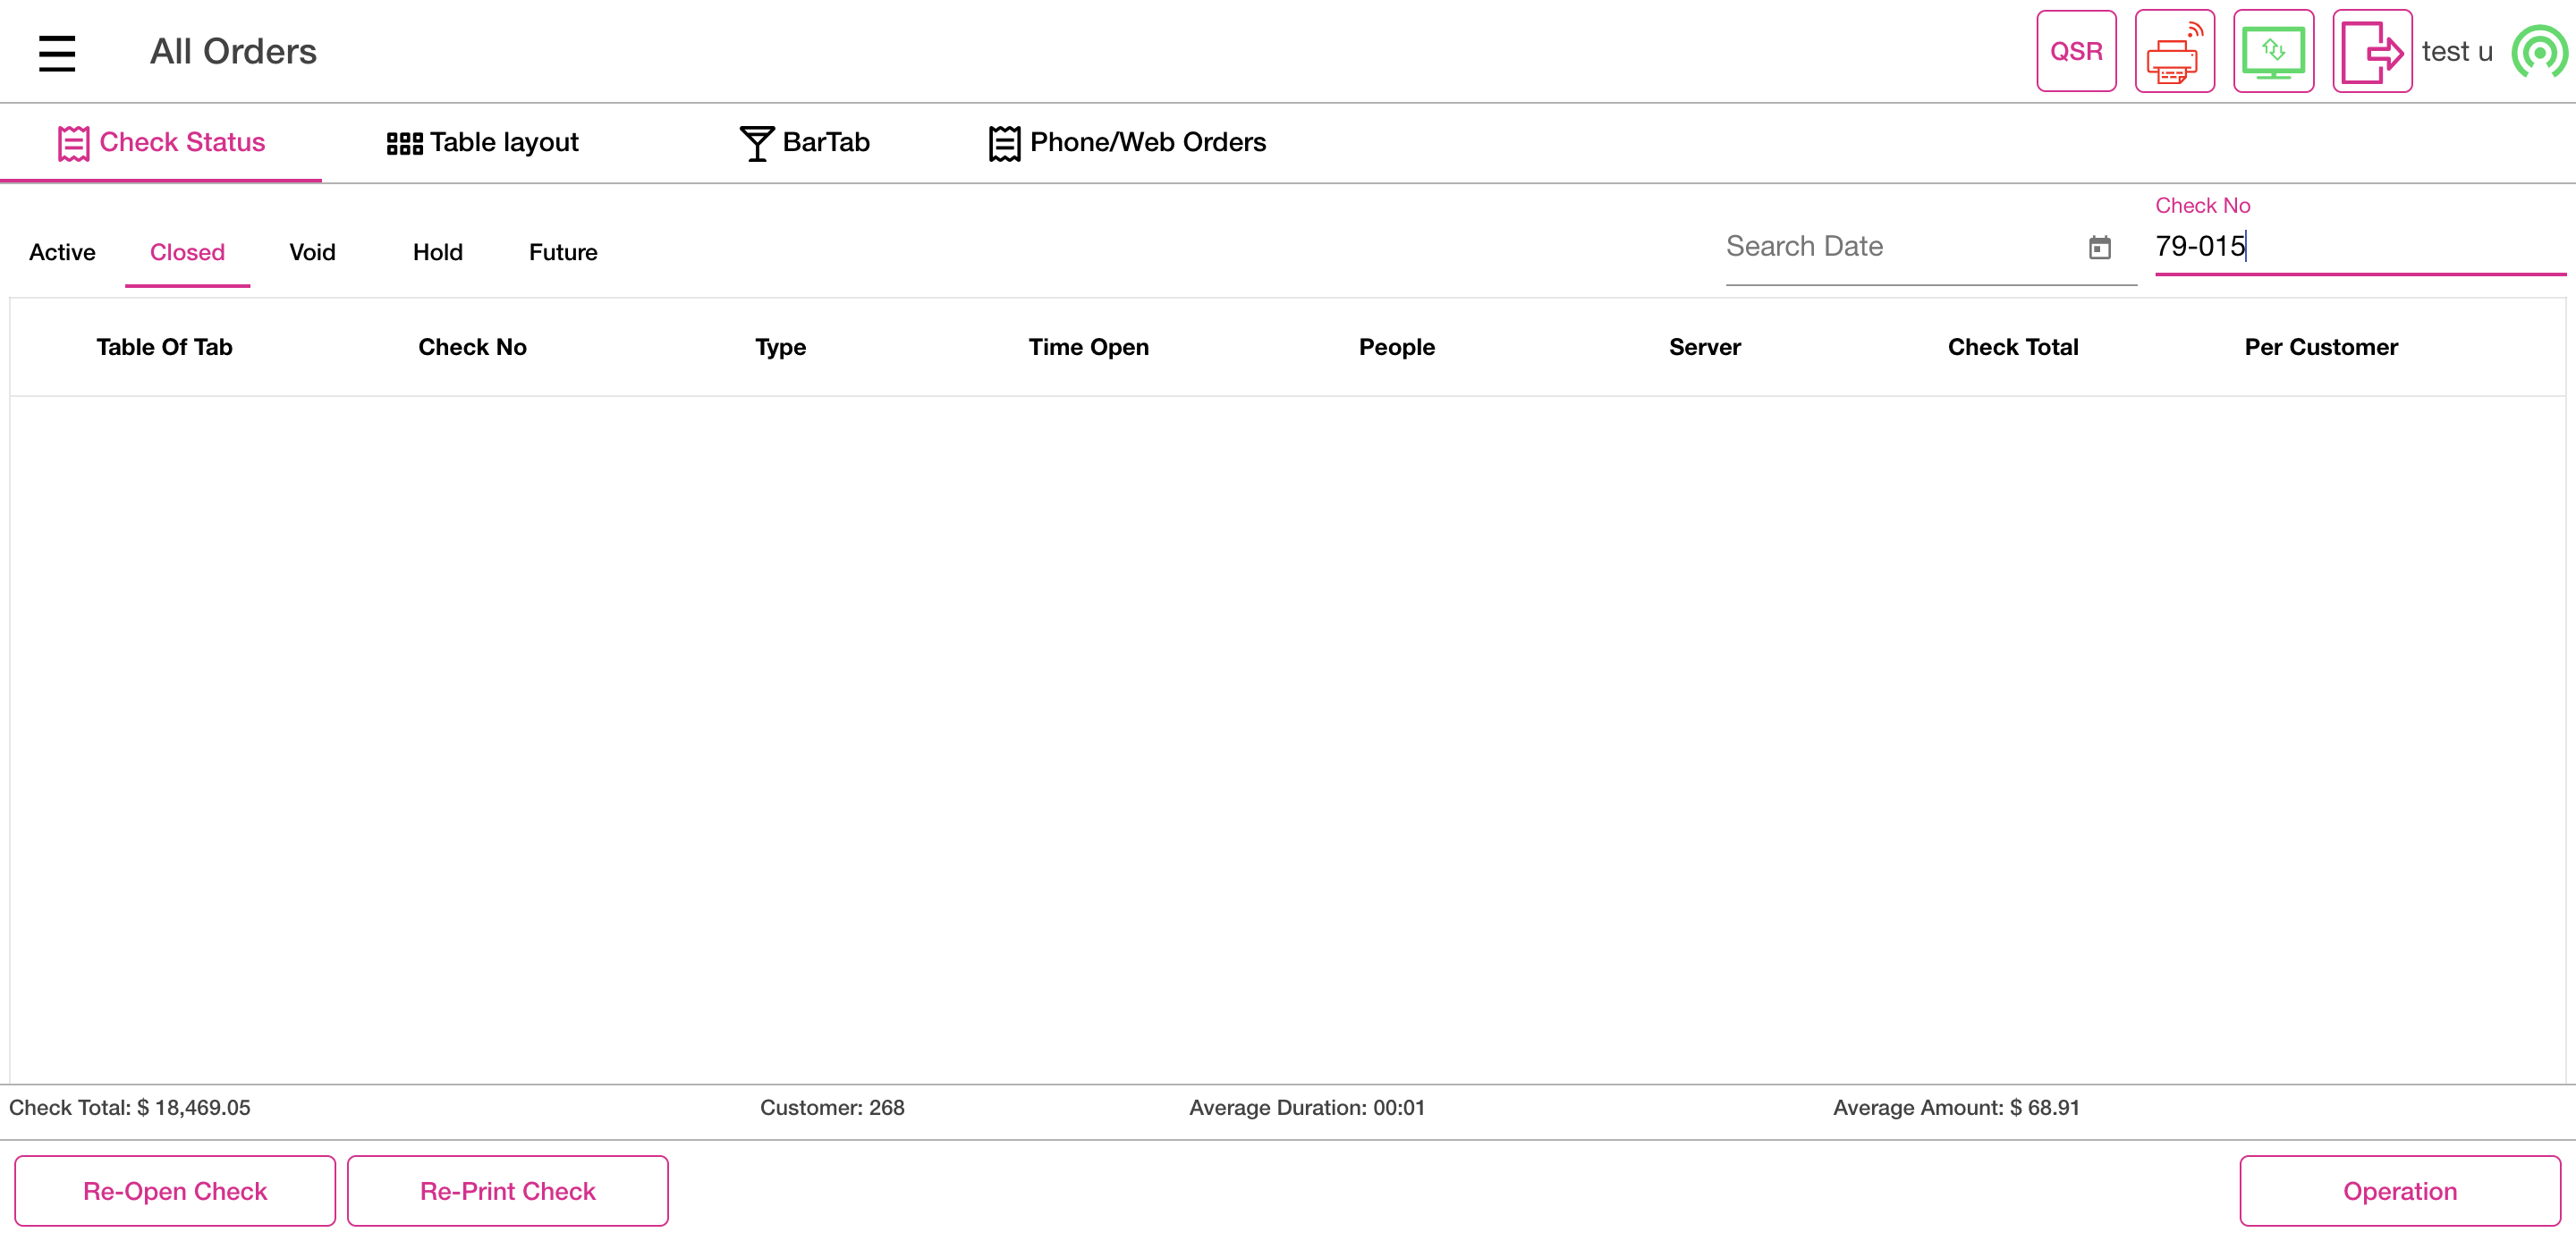 All Orders
QSR
test u
Check Status
Table layout
BarTab
Phone/Web Orders
Active
Closed
Void
Hold
Future
Search Date
Check No
79-015
Table Of Tab
Check No
Type
Time Open
People
Server
Check Total
Per Customer
Check Total: $ 18,469.05
Customer: 268
Average Duration: 00:01
Average Amount: $ 68.91
Re-Open Check
Re-Print Check
Operation